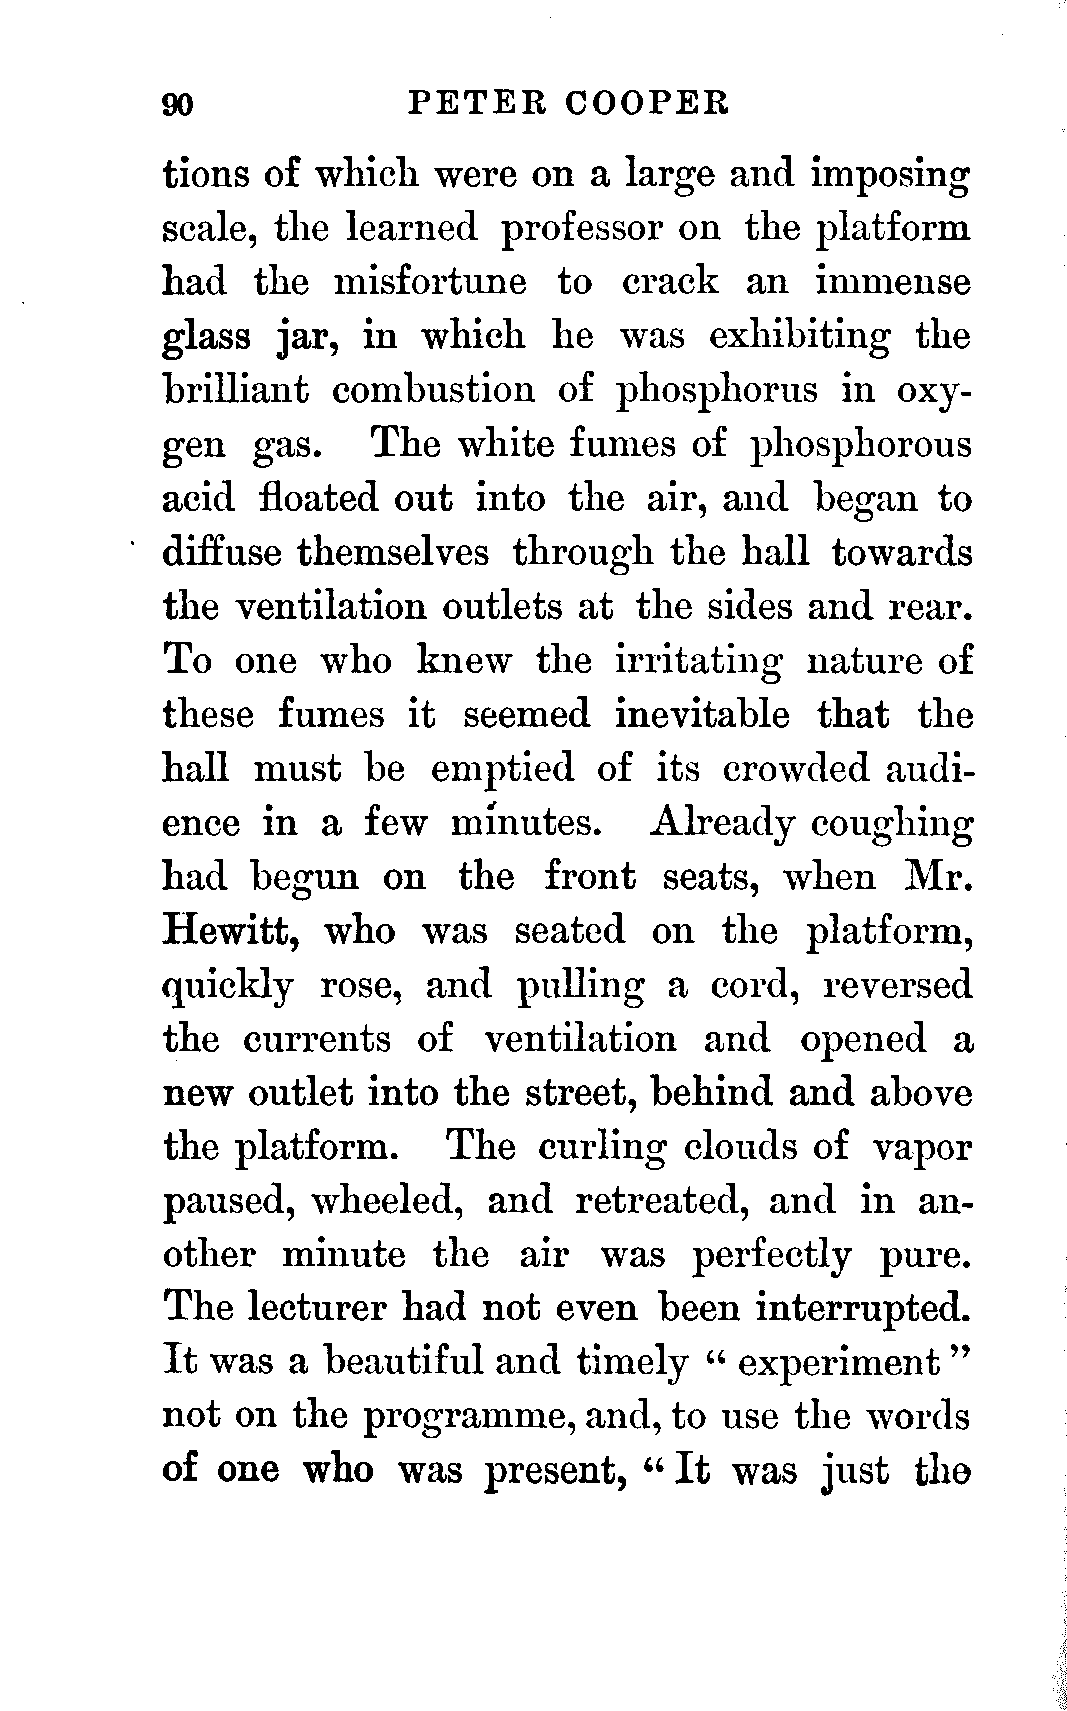 90 PETER COOPER
tions of which were on a large and imposing
scale, the learned professor on the platform
had the misfortune to crack an immense
glass jar, in which he was exhibiting the
brilliant combustion of phosphorus in oxy-
gen gas. The white fumes of phosphorous
acid floated out into the air, and began to
diffuse themselves through the hall towards
the ventilation outlets at the sides and rear.
To one who knew the irritating nature of
these fumes it seemed inevitable that the
hall must be emptied of its crowded audi-
ence in a few minutes. Already coughing
had begun on the front seats, when Mr.
Hewitt, who was seated on the platform,
quickly rose, and pulling a cord, reversed
the currents of ventilation and opened a
new outlet into the street, behind and above
the platform. The curling clouds of vapor
paused, wheeled, and retreated, and in an-
other minute the air was perfectly pure.
The lecturer had not even been interrupted.
It was a beautiful and timely “ experiment ”
not on the programme, and, to use the words
of one who was present, “ It was just the